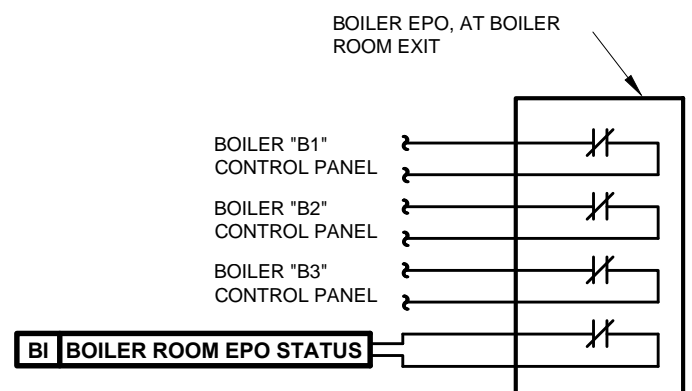 BOILER EPO, AT BOILER
ROOM EXIT
BOILER "B1"
CONTROL PANEL
BOILER "B2"
CONTROL PANEL
BOILER "B3"
CONTROL PANEL
BI BOILER ROOM EPO STATUS